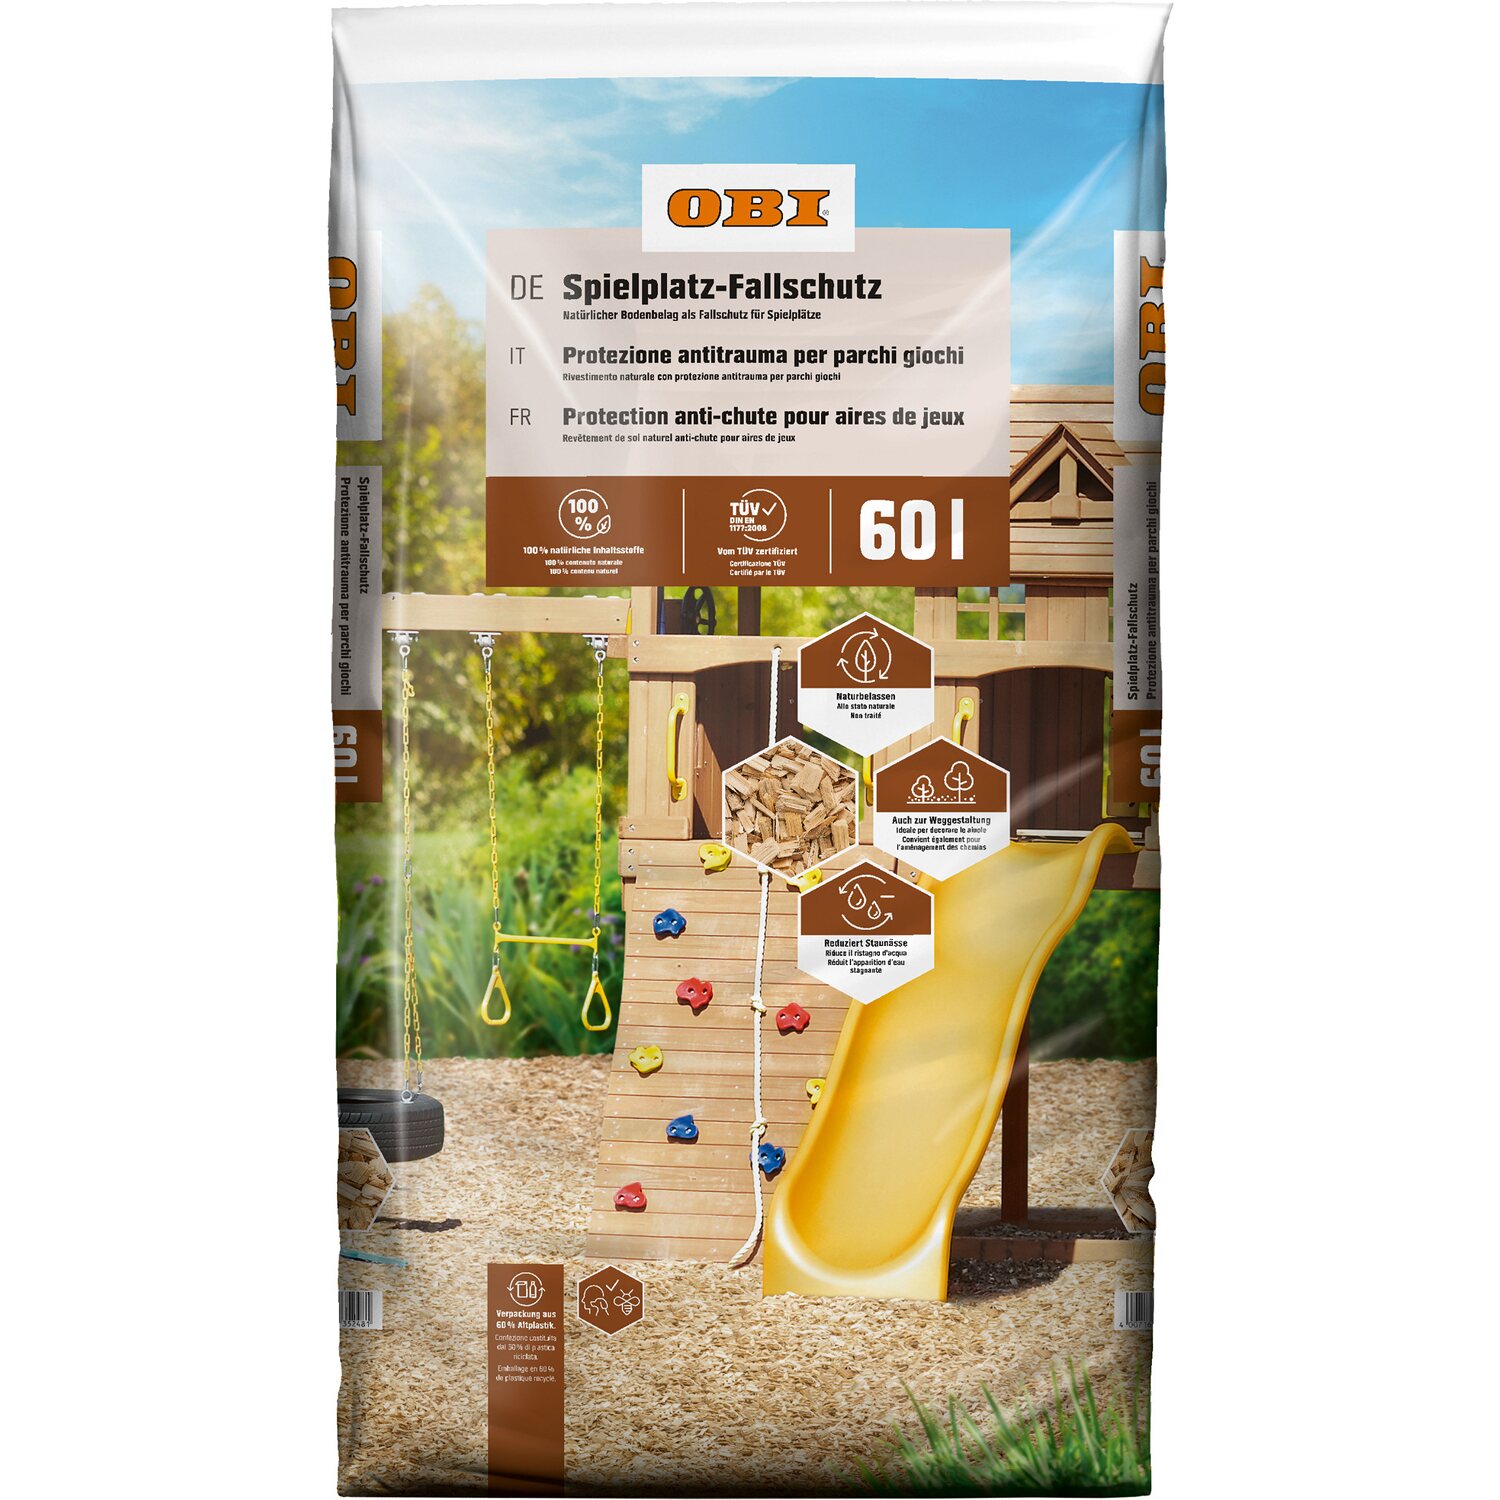 OBI
DE Spielplatz-Fallschutz
Natürlicher Bodenbelag als Fallschutz für Spielplätze
IT Protezione antitrauma per parchi giochi
Rivestimento naturale con protezione antitrauma per parchi giochi
FR Protection anti-chute pour aires de jeux
Revêtement de sol naturel anti-chute pour aires de jeux
100
%
100 % natürliche Inhaltsstoffe
100 % contenuto naturale
100 % contenu naturel
TÜV
DIN EN
1177:2008
Vom TÜV zertifiziert
Certificazione TÜV
Certifié par le TÜV
60 l
Naturbelassen
Allo stato naturale
Non traité
Auch zur Weggestaltung
Ideale per decorare le aiuole
Convient également pour
l'aménagement des chemins
Reduziert Staunässe
Riduce il ristagno d'acqua
Réduit l'apparition d'eau
stagnante
Verpackung aus
60 % Altplastik.
Confezione costituita
dal 60 % di plastica
riciclata.
Emballage en 60 %
de plastique recyclé.
OBI
Spielplatz-Fallschutz
Protezione antitrauma per parchi giochi
60 l
352481
OBI
Spielplatz-Fallschutz
Protezione antitrauma per parchi giochi
60 l